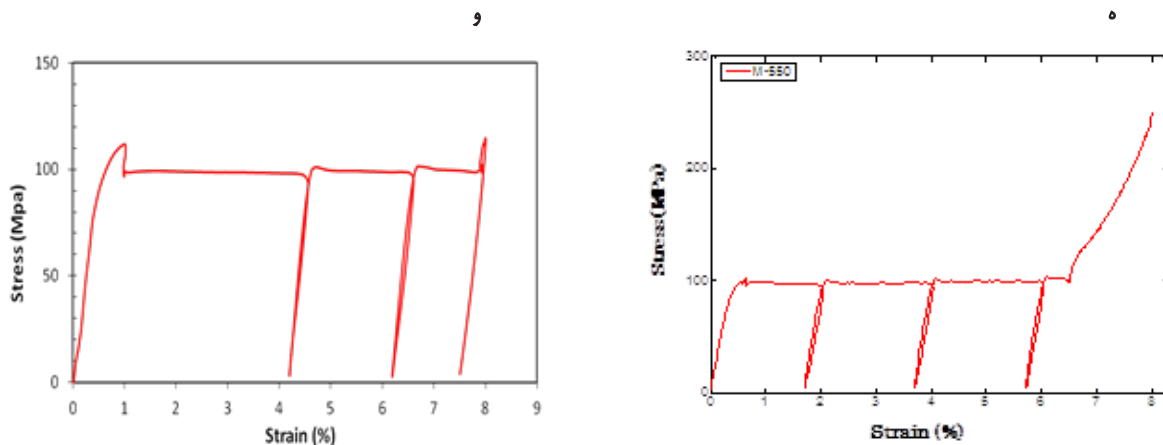 و
ه
150
100
50
0
Stress (Mpa)
0 1 2 3 4 5 6 7 8 9
Strain (%)
300
200
100
0
Stress (MPa)
M-550
0 1 2 3 4 5 6 7 8
Strain (%)